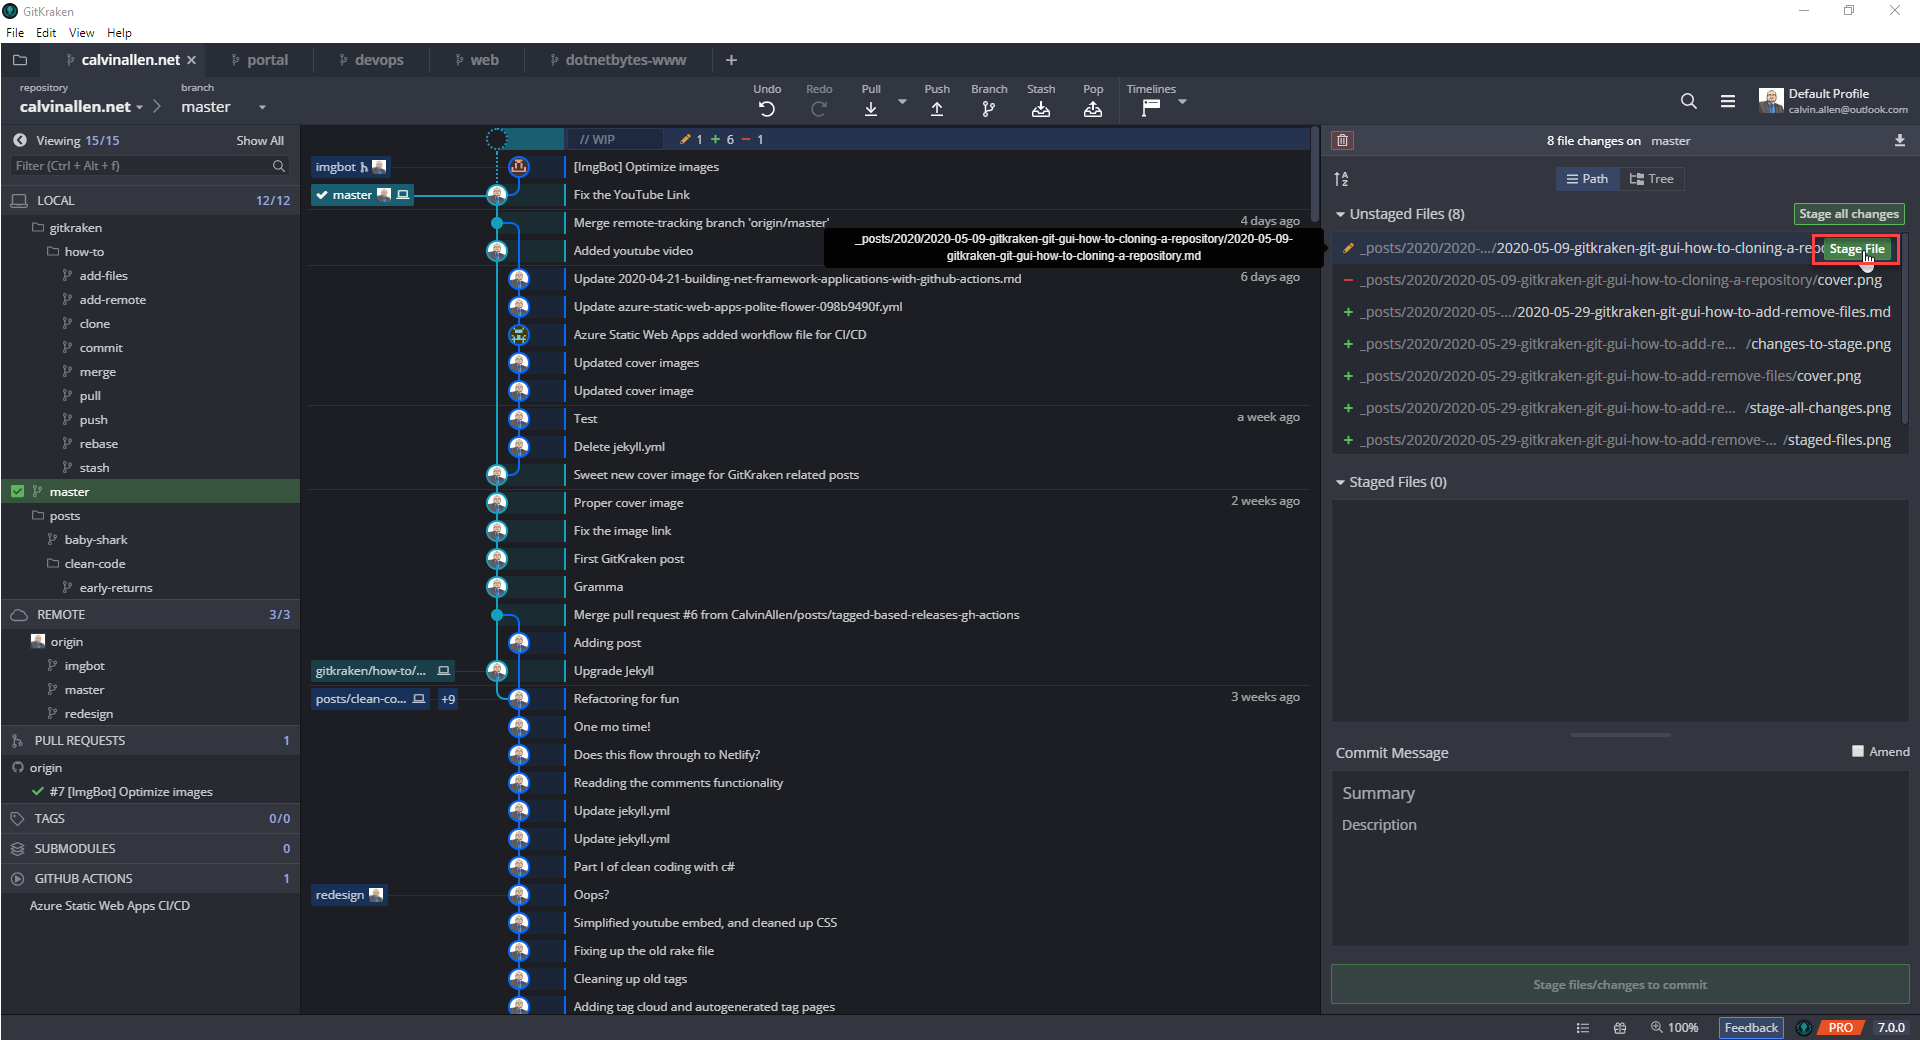 GitKraken
File Edit View Help
calvinallen.net
portal
devops
web
dotnetbytes-www
repository
calvinallen.net
branch
master
Undo
Redo
Pull
Push
Branch
Stash
Pop
Timelines
Default Profile
calvin.allen@outlook.com
Viewing 15/15
Show All
Filter (Ctrl + Alt + f)
LOCAL 12/12
gitkraken
how-to
add-files
add-remote
clone
commit
merge
pull
push
rebase
stash
master
posts
baby-shark
clean-code
early-returns
REMOTE 3/3
origin
imgbot
master
redesign
PULL REQUESTS 1
origin
#7 [ImgBot] Optimize images
TAGS 0/0
SUBMODULES 0
GITHUB ACTIONS 1
Azure Static Web Apps CI/CD
// WIP 1 + 6 − 1
imgbot [ImgBot] Optimize images
master Fix the YouTube Link
Merge remote-tracking branch 'origin/master' 4 days ago
Added youtube video
Update 2020-04-21-building-net-framework-applications-with-github-actions.md 6 days ago
Update azure-static-web-apps-polite-flower-098b9490f.yml
Azure Static Web Apps added workflow file for CI/CD
Updated cover images
Updated cover image
Test a week ago
Delete jekyll.yml
Sweet new cover image for GitKraken related posts
Proper cover image 2 weeks ago
Fix the image link
First GitKraken post
Gramma
Merge pull request #6 from CalvinAllen/posts/tagged-based-releases-gh-actions
Adding post
gitkraken/how-to/... Upgrade Jekyll
posts/clean-co... +9 Refactoring for fun 3 weeks ago
One mo time!
Does this flow through to Netlify?
Readding the comments functionality
Update jekyll.yml
Update jekyll.yml
Part I of clean coding with c#
redesign Oops?
Simplified youtube embed, and cleaned up CSS
Fixing up the old rake file
Cleaning up old tags
Adding tag cloud and autogenerated tag pages
_posts/2020/2020-05-09-gitkraken-git-gui-how-to-cloning-a-repository/2020-05-09-
gitkraken-git-gui-how-to-cloning-a-repository.md
8 file changes on master
Path Tree
Unstaged Files (8)
Stage all changes
_posts/2020/2020-.../2020-05-09-gitkraken-git-gui-how-to-cloning-a-repo Stage File
− _posts/2020/2020-05-09-gitkraken-git-gui-how-to-cloning-a-repository/cover.png
+ _posts/2020/2020-05-.../2020-05-29-gitkraken-git-gui-how-to-add-remove-files.md
+ _posts/2020/2020-05-29-gitkraken-git-gui-how-to-add-re... /changes-to-stage.png
+ _posts/2020/2020-05-29-gitkraken-git-gui-how-to-add-remove-files/cover.png
+ _posts/2020/2020-05-29-gitkraken-git-gui-how-to-add-re... /stage-all-changes.png
+ _posts/2020/2020-05-29-gitkraken-git-gui-how-to-add-remove-... /staged-files.png
Staged Files (0)
Commit Message
Amend
Summary
Description
Stage files/changes to commit
100%
Feedback
PRO
7.0.0